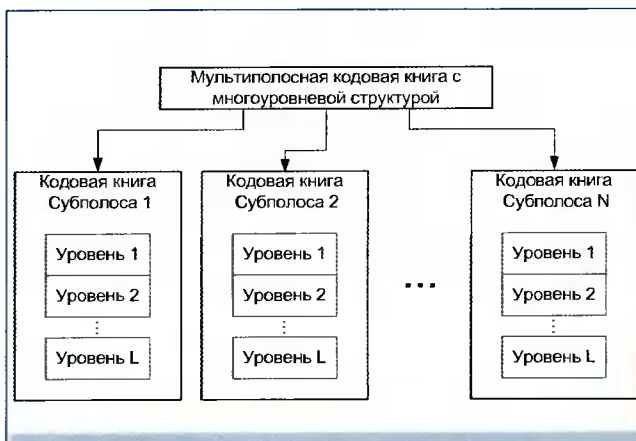 Мультиполосная кодовая книга с
многоуровневой структурой
Кодовая книга
Субполоса 1
Уровень 1
Уровень 2
⋮
Уровень L
Кодовая книга
Субполоса 2
Уровень 1
Уровень 2
⋮
Уровень L
...
Кодовая книга
Субполоса N
Уровень 1
Уровень 2
⋮
Уровень L